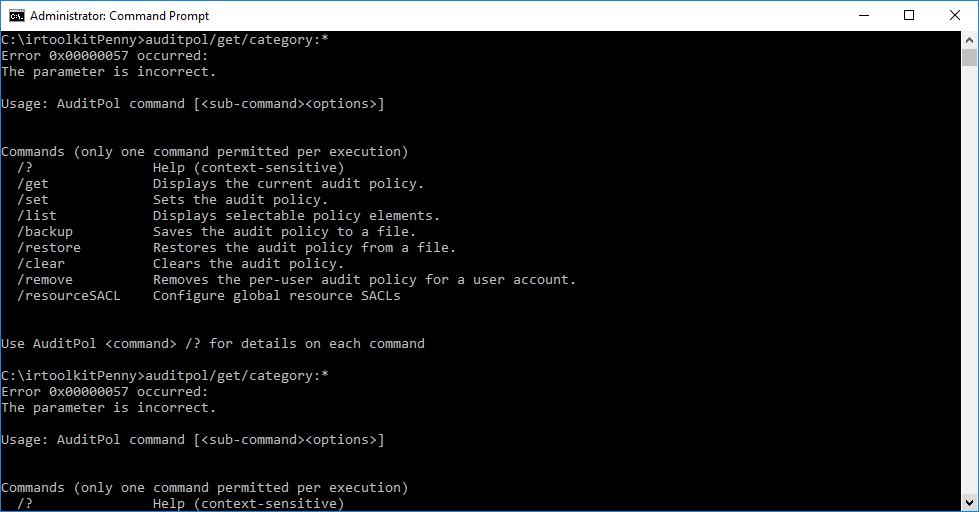 Administrator: Command Prompt
C:\irtoolkitPenny>auditpol/get/category:*
Error 0x00000057 occurred:
The parameter is incorrect.
Usage: AuditPol command [<sub-command><options>]
Commands (only one command permitted per execution)
/? Help (context-sensitive)
/get Displays the current audit policy.
/set Sets the audit policy.
/list Displays selectable policy elements.
/backup Saves the audit policy to a file.
/restore Restores the audit policy from a file.
/clear Clears the audit policy.
/remove Removes the per-user audit policy for a user account.
/resourceSACL Configure global resource SACLs
Use AuditPol <command> /? for details on each command
C:\irtoolkitPenny>auditpol/get/category:*
Error 0x00000057 occurred:
The parameter is incorrect.
Usage: AuditPol command [<sub-command><options>]
Commands (only one command permitted per execution)
/? Help (context-sensitive)